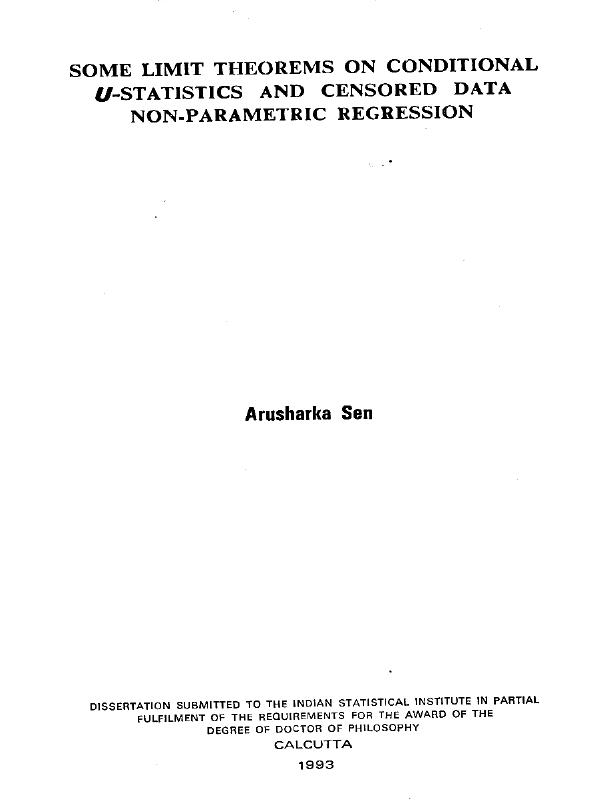 SOME LIMIT THEOREMS ON CONDITIONAL
U-STATISTICS AND CENSORED DATA
NON-PARAMETRIC REGRESSION
Arusharka Sen
DISSERTATION SUBMITTED TO THE INDIAN STATISTICAL INSTITUTE IN PARTIAL
FULFILMENT OF THE REQUIREMENTS FOR THE AWARD OF THE
DEGREE OF DOCTOR OF PHILOSOPHY
CALCUTTA
1993